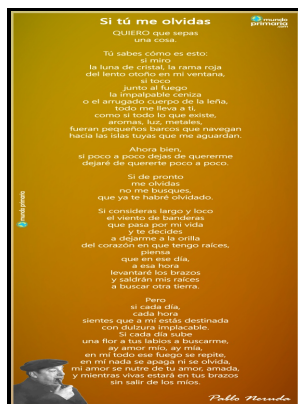 Si tú me olvidas
mundo
primaria
.com
QUIERO que sepas
una cosa.
Tú sabes cómo es esto:
si miro
la luna de cristal, la rama roja
del lento otoño en mi ventana,
si toco
junto al fuego
la impalpable ceniza
o el arrugado cuerpo de la leña,
todo me lleva a ti,
como si todo lo que existe,
aromas, luz, metales,
fueran pequeños barcos que navegan
hacia las islas tuyas que me aguardan.
Ahora bien,
si poco a poco dejas de quererme
dejaré de quererte poco a poco.
Si de pronto
me olvidas
no me busques,
que ya te habré olvidado.
Si consideras largo y loco
el viento de banderas
que pasa por mi vida
y te decides
a dejarme a la orilla
del corazón en que tengo raíces,
piensa
que en ese día,
a esa hora
levantaré los brazos
y saldrán mis raíces
a buscar otra tierra.
Pero
si cada día,
cada hora
sientes que a mí estás destinada
con dulzura implacable.
Si cada día sube
una flor a tus labios a buscarme,
ay amor mío, ay mía,
en mí todo ese fuego se repite,
en mí nada se apaga ni se olvida,
mi amor se nutre de tu amor, amada,
y mientras vivas estará en tus brazos
sin salir de los míos.
Pablo Neruda
mundo primaria